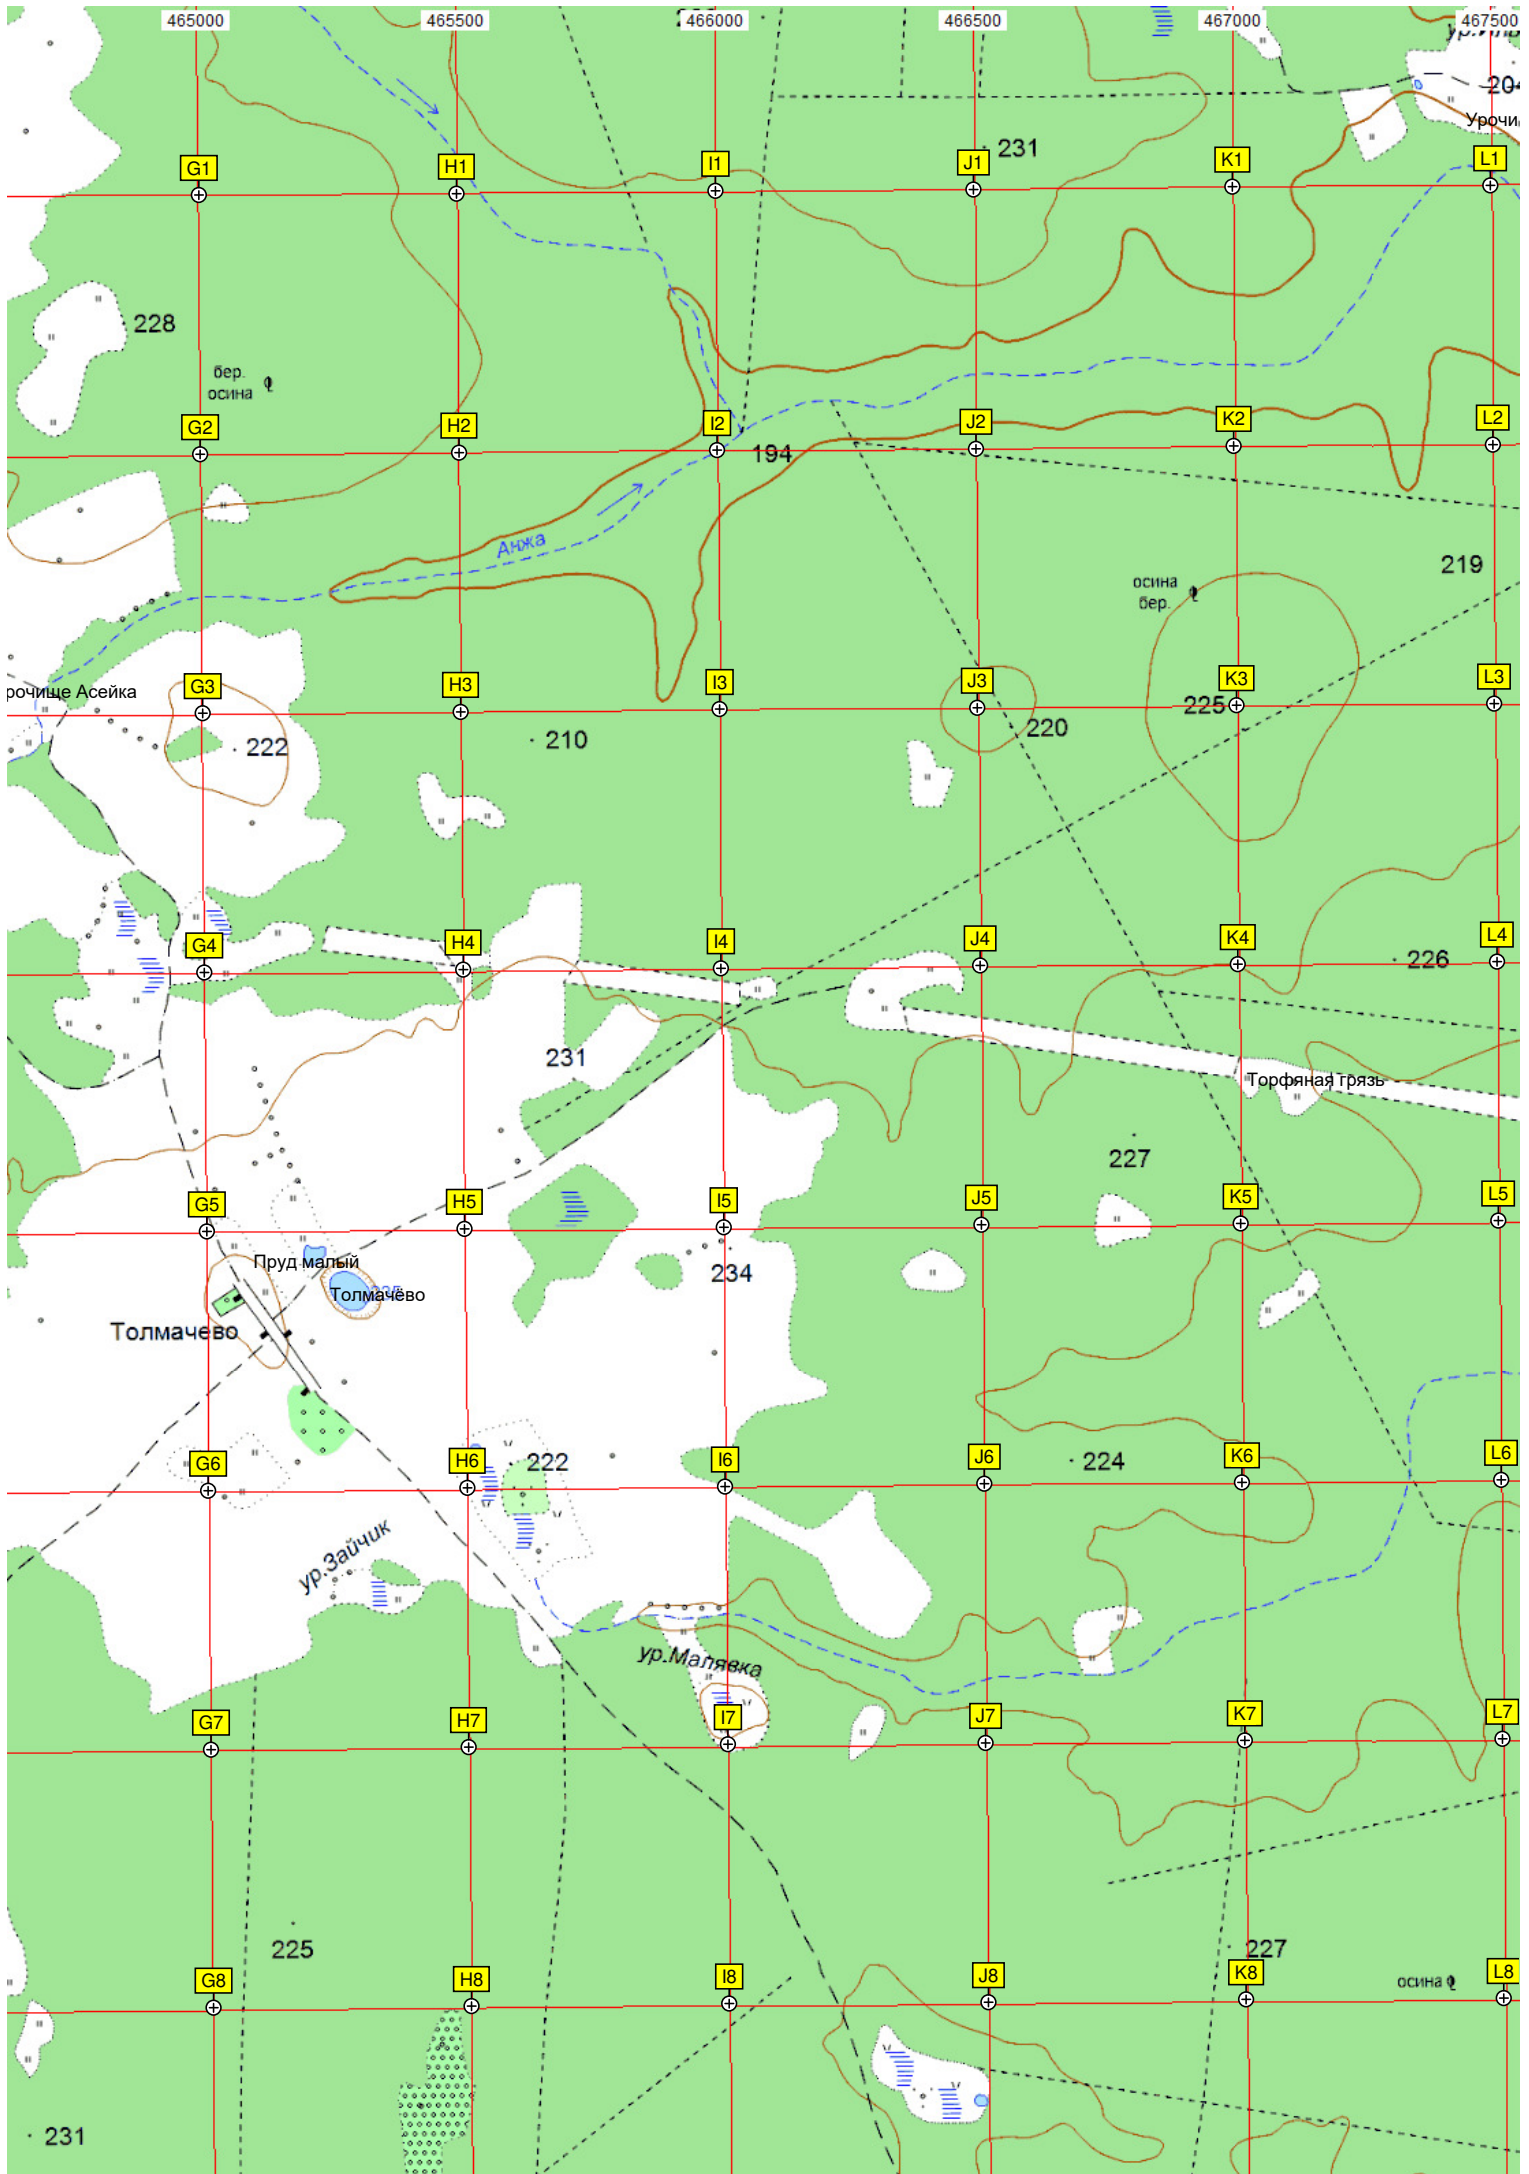 465000 465500 466000 466500 467000 467500
204
Урочи
231
G1 H1 I1 J1 K1 L1
228
бер.
осина
G2 H2 I2 J2 K2 L2
194
Анжа
219
осина
бер.
рочище Асейка
G3 H3 I3 J3 K3 L3
225
222 210 220
G4 H4 I4 J4 K4 L4
226
231
Торфяная грязь
227
G5 H5 I5 J5 K5 L5
Пруд малый
234
Толмачёво
Толмачево
G6 H6 I6 J6 K6 L6
222 224
ур.Зайчик
ур.Малявка
G7 H7 I7 J7 K7 L7
225 227
G8 H8 I8 J8 K8 L8
осина
231